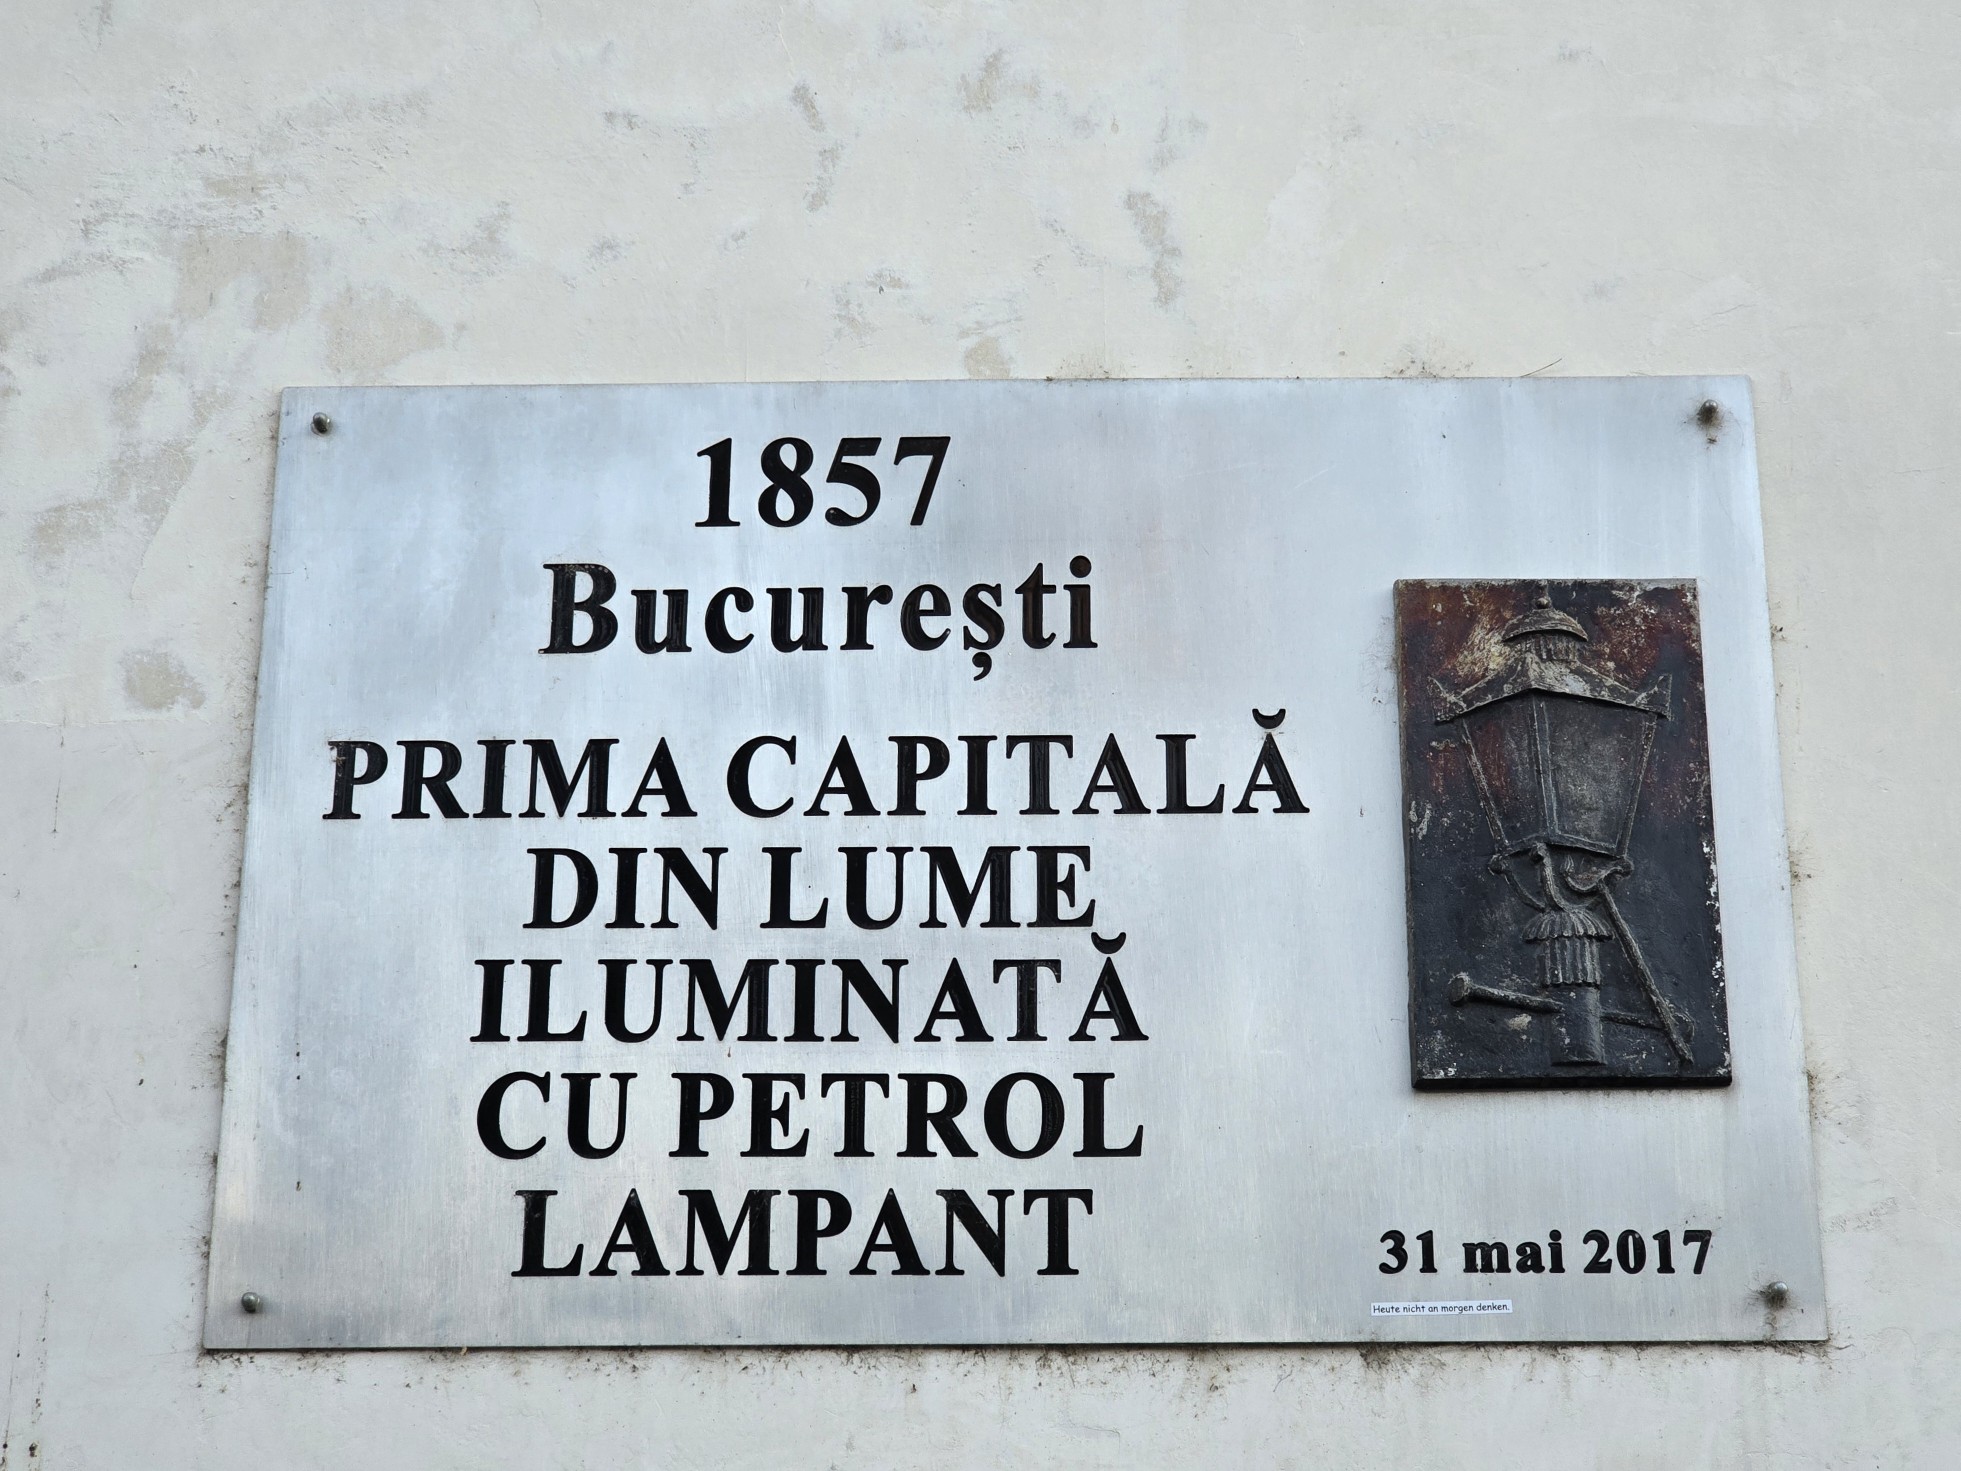 1857
București
PRIMA CAPITALĂ
DIN LUME
ILUMINATĂ
CU PETROL
LAMPANT
31 mai 2017
Heute nicht an morgen denken.